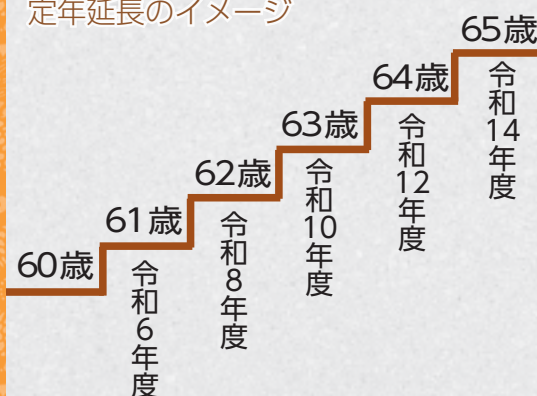 定年延長のイメージ
60歳
61歳
令和6年度
62歳
令和8年度
63歳
令和10年度
64歳
令和12年度
65歳
令和14年度